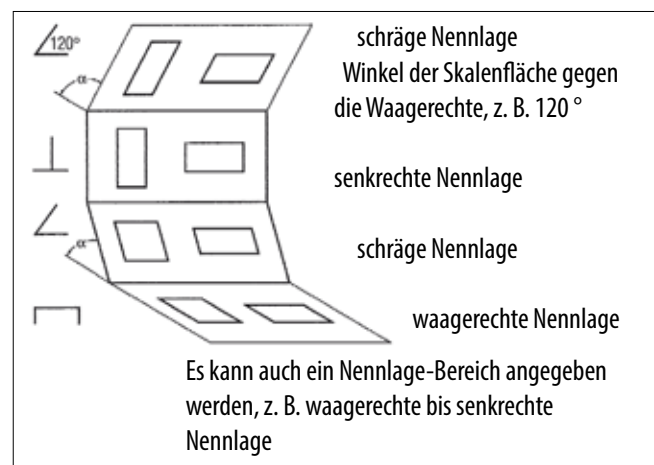 120°
schräge Nennlage
Winkel der Skalenfläche gegen
α
die Waagerechte, z. B. 120 °
senkrechte Nennlage
α
schräge Nennlage
waagerechte Nennlage
Es kann auch ein Nennlage-Bereich angegeben
werden, z. B. waagerechte bis senkrechte
Nennlage